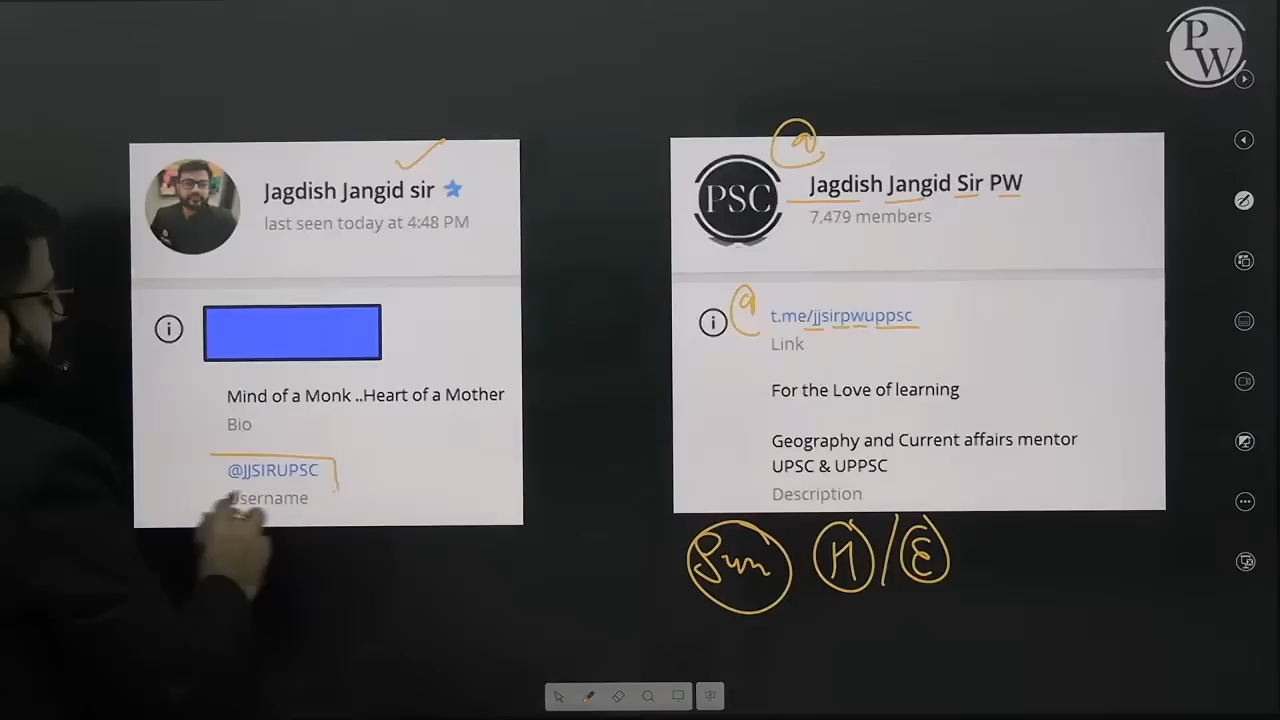 PW
Jagdish Jangid sir
last seen today at 4:48 PM
Mind of a Monk ..Heart of a Mother
Bio
@JJSIRUPSC
Username
@
PSC
Jagdish Jangid Sir PW
7,479 members
@
t.me/jjsirpwuppsc
Link
For the Love of learning
Geography and Current affairs mentor
UPSC & UPPSC
Description
H/E